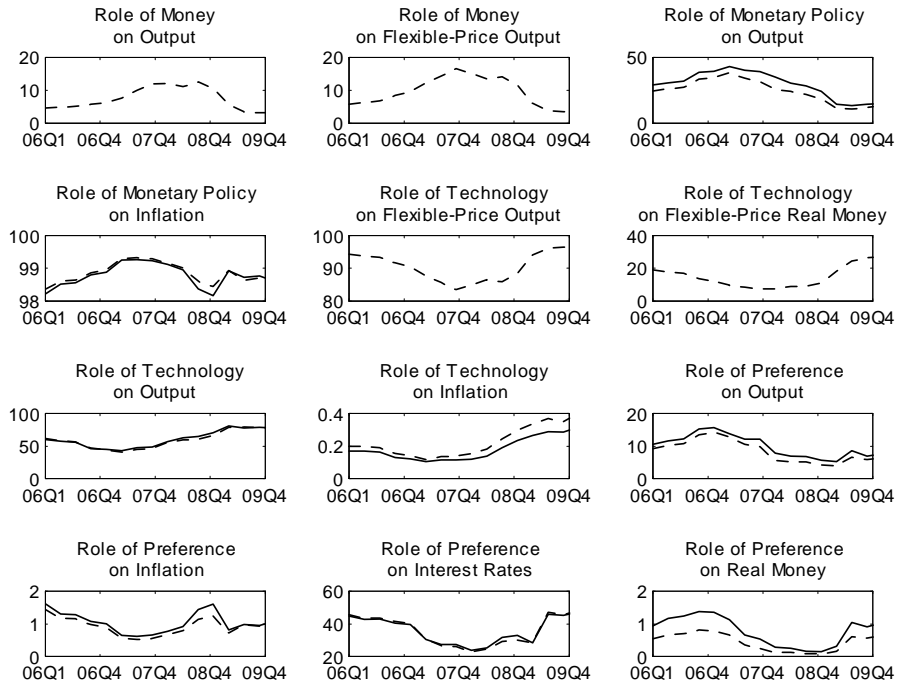 Role of Money
on Output
20
10
0
06Q1 06Q4 07Q4 08Q4 09Q4
Role of Money
on Flexible-Price Output
20
10
0
06Q1 06Q4 07Q4 08Q4 09Q4
Role of Monetary Policy
on Output
50
0
06Q1 06Q4 07Q4 08Q4 09Q4
Role of Monetary Policy
on Inflation
100
99
98
06Q1 06Q4 07Q4 08Q4 09Q4
Role of Technology
on Flexible-Price Output
100
90
80
06Q1 06Q4 07Q4 08Q4 09Q4
Role of Technology
on Flexible-Price Real Money
40
20
0
06Q1 06Q4 07Q4 08Q4 09Q4
Role of Technology
on Output
100
50
0
06Q1 06Q4 07Q4 08Q4 09Q4
Role of Technology
on Inflation
0.4
0.2
0
06Q1 06Q4 07Q4 08Q4 09Q4
Role of Preference
on Output
20
10
0
06Q1 06Q4 07Q4 08Q4 09Q4
Role of Preference
on Inflation
2
1
0
06Q1 06Q4 07Q4 08Q4 09Q4
Role of Preference
on Interest Rates
60
40
20
06Q1 06Q4 07Q4 08Q4 09Q4
Role of Preference
on Real Money
2
1
0
06Q1 06Q4 07Q4 08Q4 09Q4